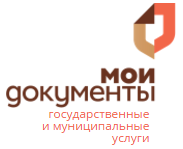 мои
документы
государственные
и муниципальные
услуги